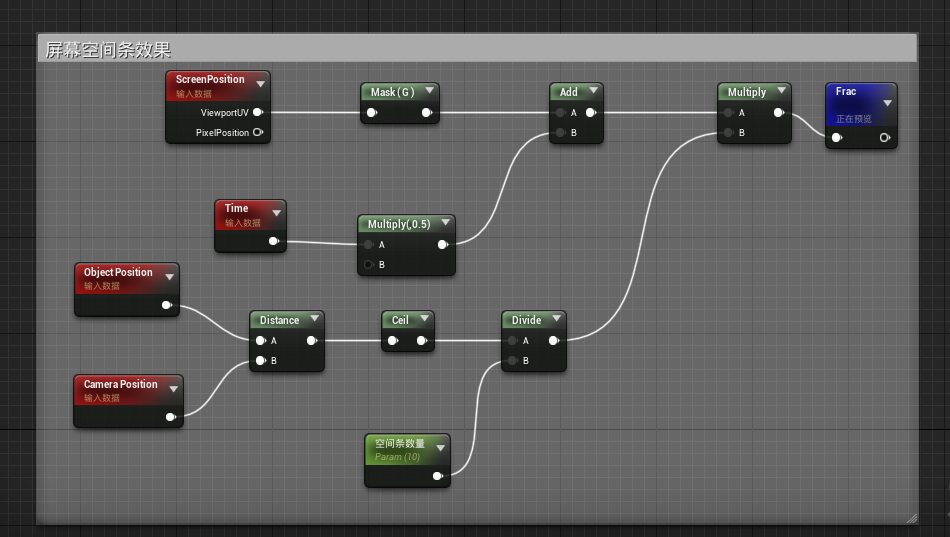 屏幕空间条效果
ScreenPosition
输入数据
ViewportUV
PixelPosition
Mask ( G )
Add
A
B
Multiply
A
B
Frac
正在预览
Time
输入数据
Multiply(,0.5)
A
B
Object Position
输入数据
Distance
A
B
Ceil
Divide
A
B
Camera Position
输入数据
空间条数量
Param (10)